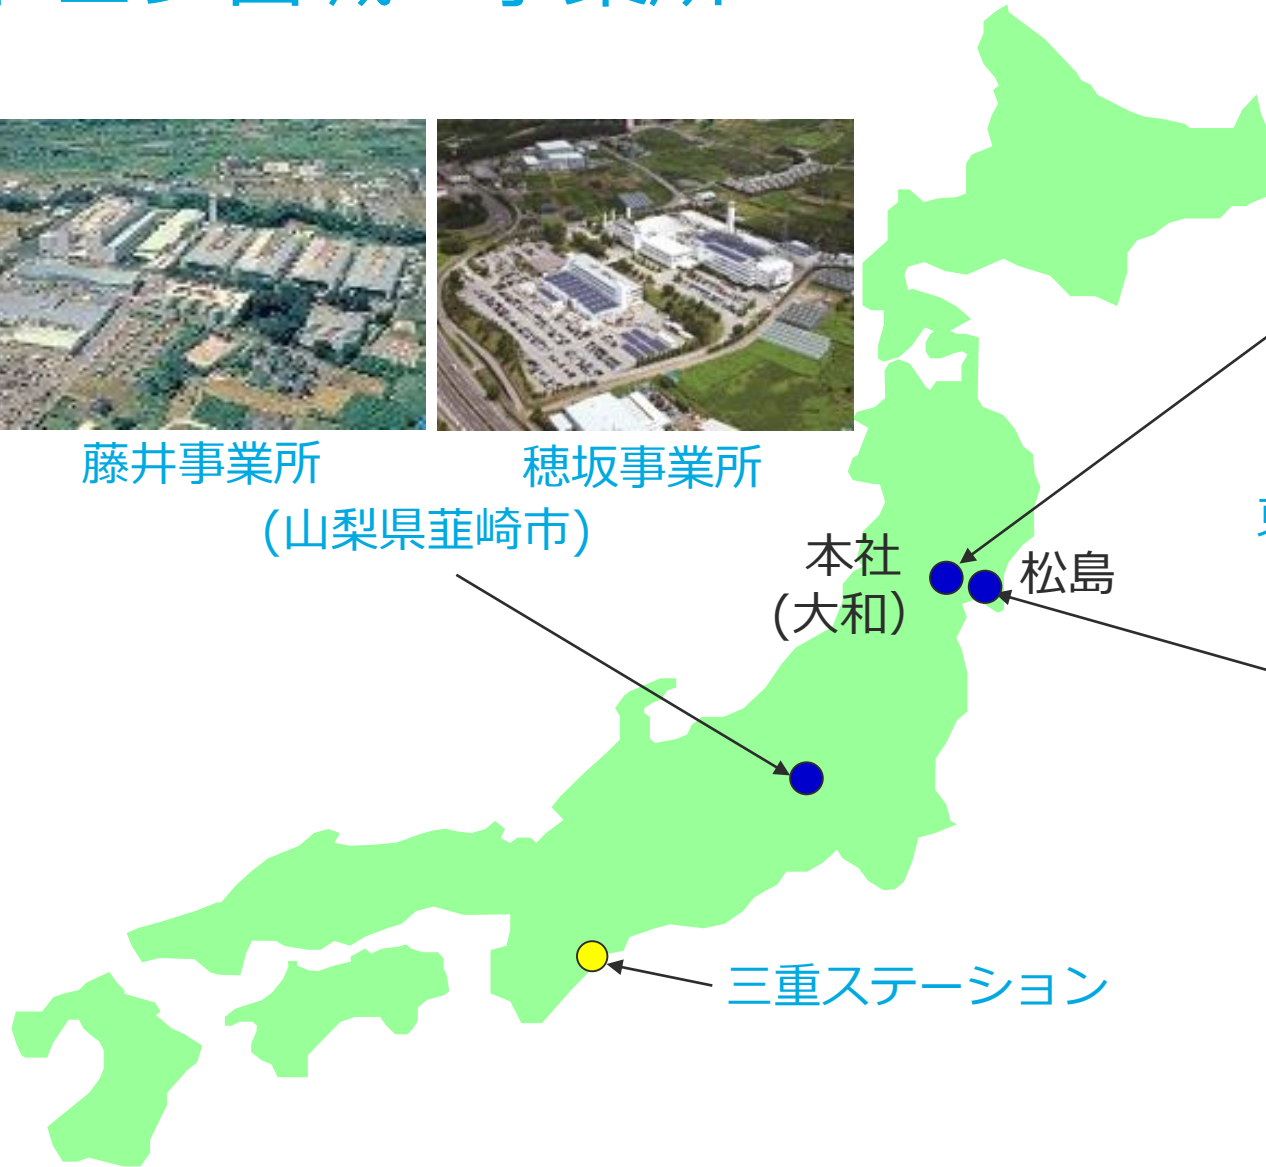 藤井事業所
穂坂事業所
(山梨県韮崎市)
本社
(大和)
松島
三重ステーション